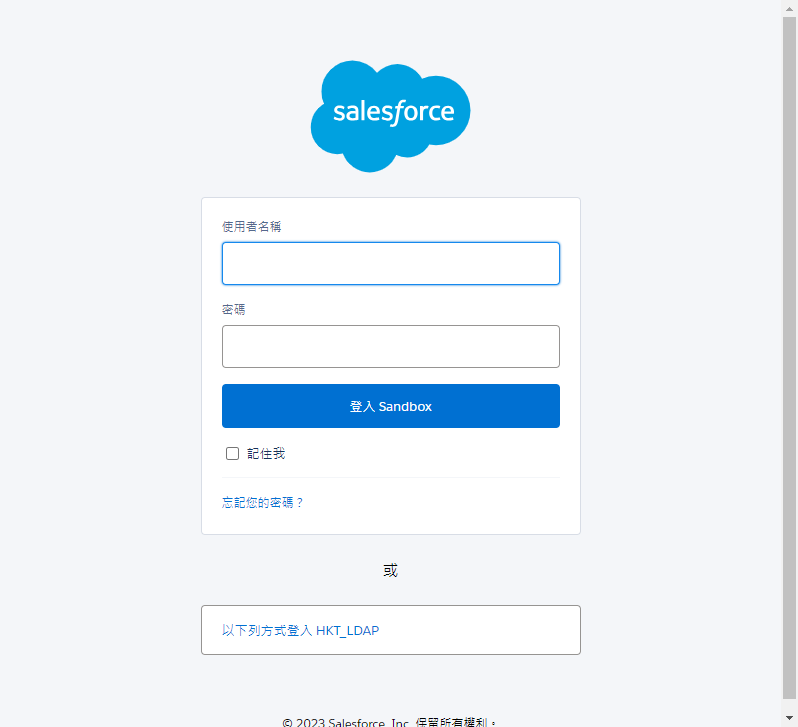 salesforce
使用者名稱
密碼
登入 Sandbox
記住我
忘記您的密碼？
或
以下列方式登入 HKT_LDAP
© 2023 Salesforce, Inc. 保留所有權利。